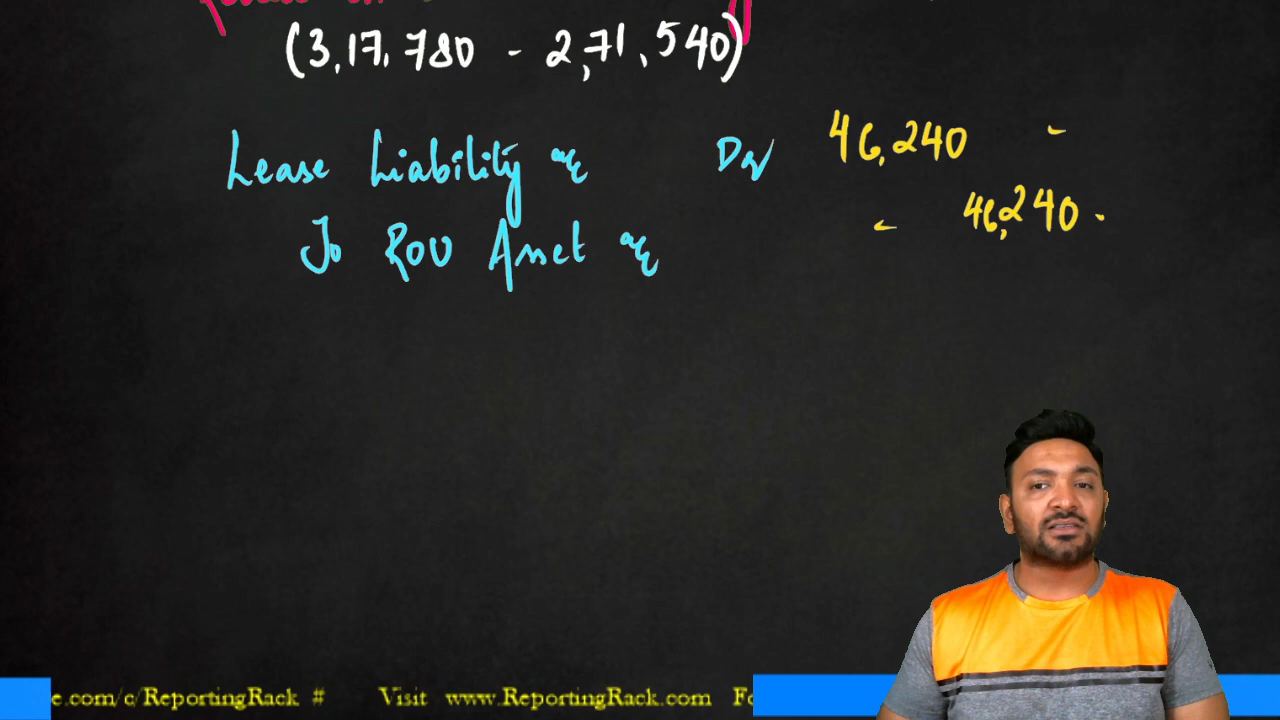 (3,17,780 - 2,71,540)
Lease Liability a/c Dr 46,240 -
To ROU Asset a/c - 46,240 -
e.com/c/ReportingRack # Visit www.ReportingRack.com Fo